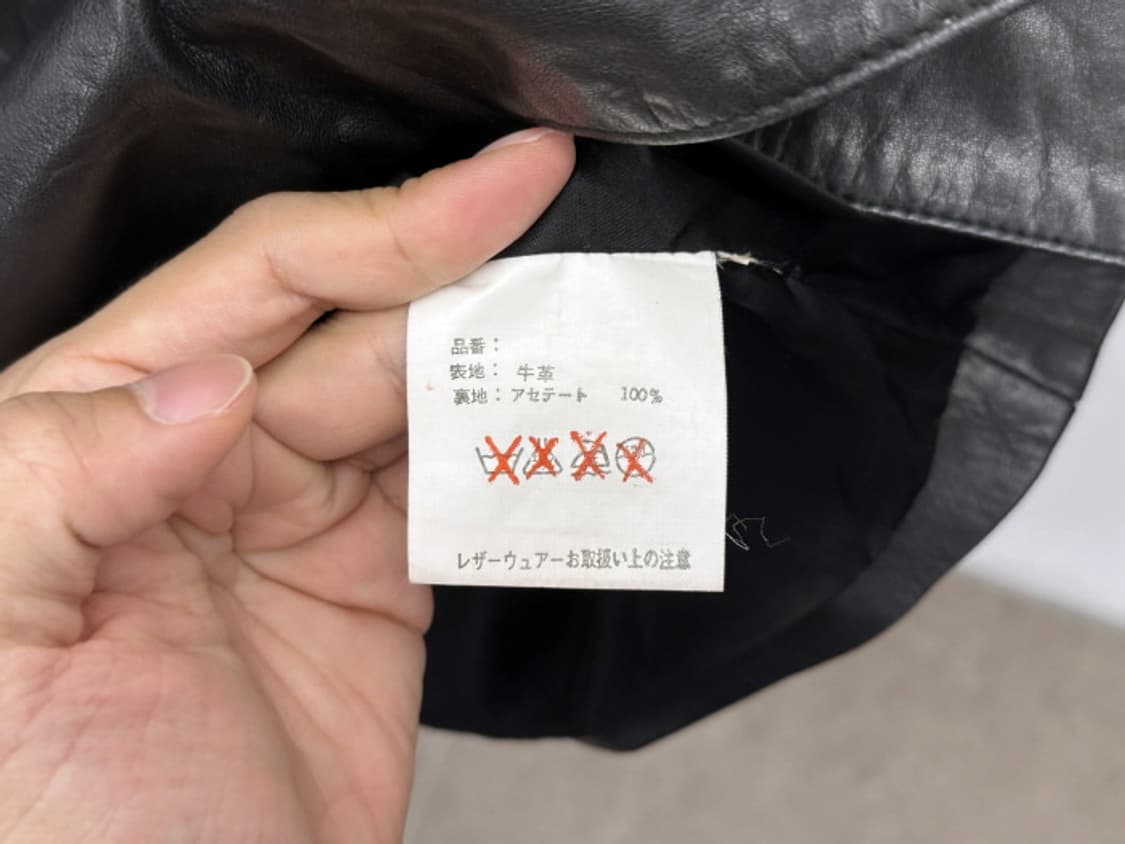 品番：
表地： 牛革
裏地：アセテート 100%
レザーウェアーお取扱い上の注意